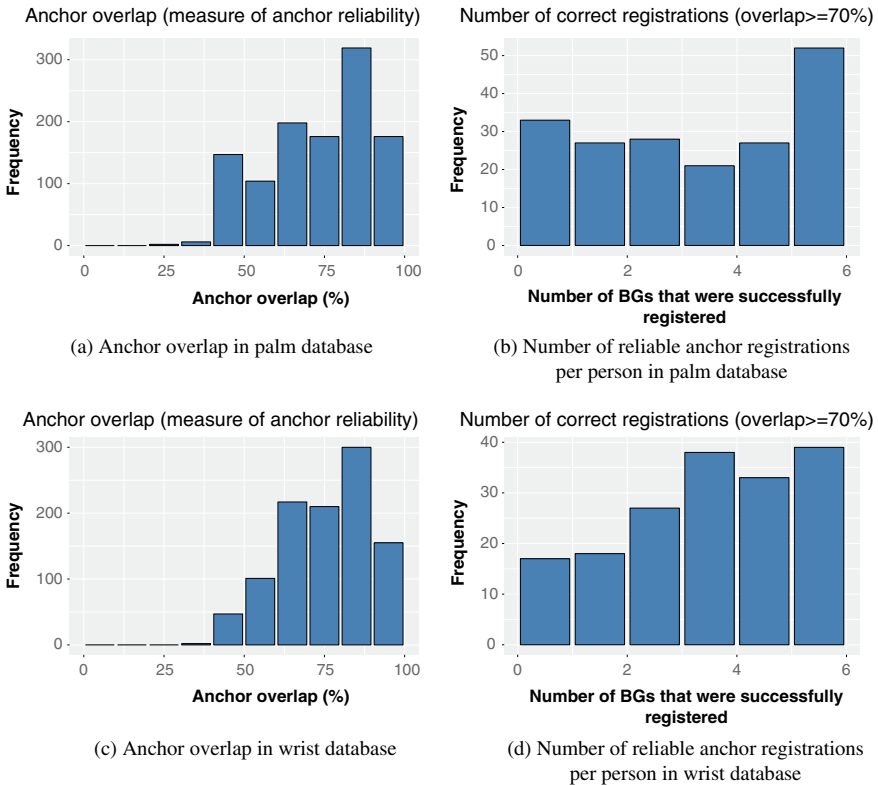 Anchor overlap (measure of anchor reliability)
300
200
100
0
Frequency
0 25 50 75 100
Anchor overlap (%)
(a) Anchor overlap in palm database
Number of correct registrations (overlap>=70%)
50
40
30
20
10
0
Frequency
0 2 4 6
Number of BGs that were successfully
registered
(b) Number of reliable anchor registrations
per person in palm database
Anchor overlap (measure of anchor reliability)
300
200
100
0
Frequency
0 25 50 75 100
Anchor overlap (%)
(c) Anchor overlap in wrist database
Number of correct registrations (overlap>=70%)
40
30
20
10
0
Frequency
0 2 4 6
Number of BGs that were successfully
registered
(d) Number of reliable anchor registrations
per person in wrist database